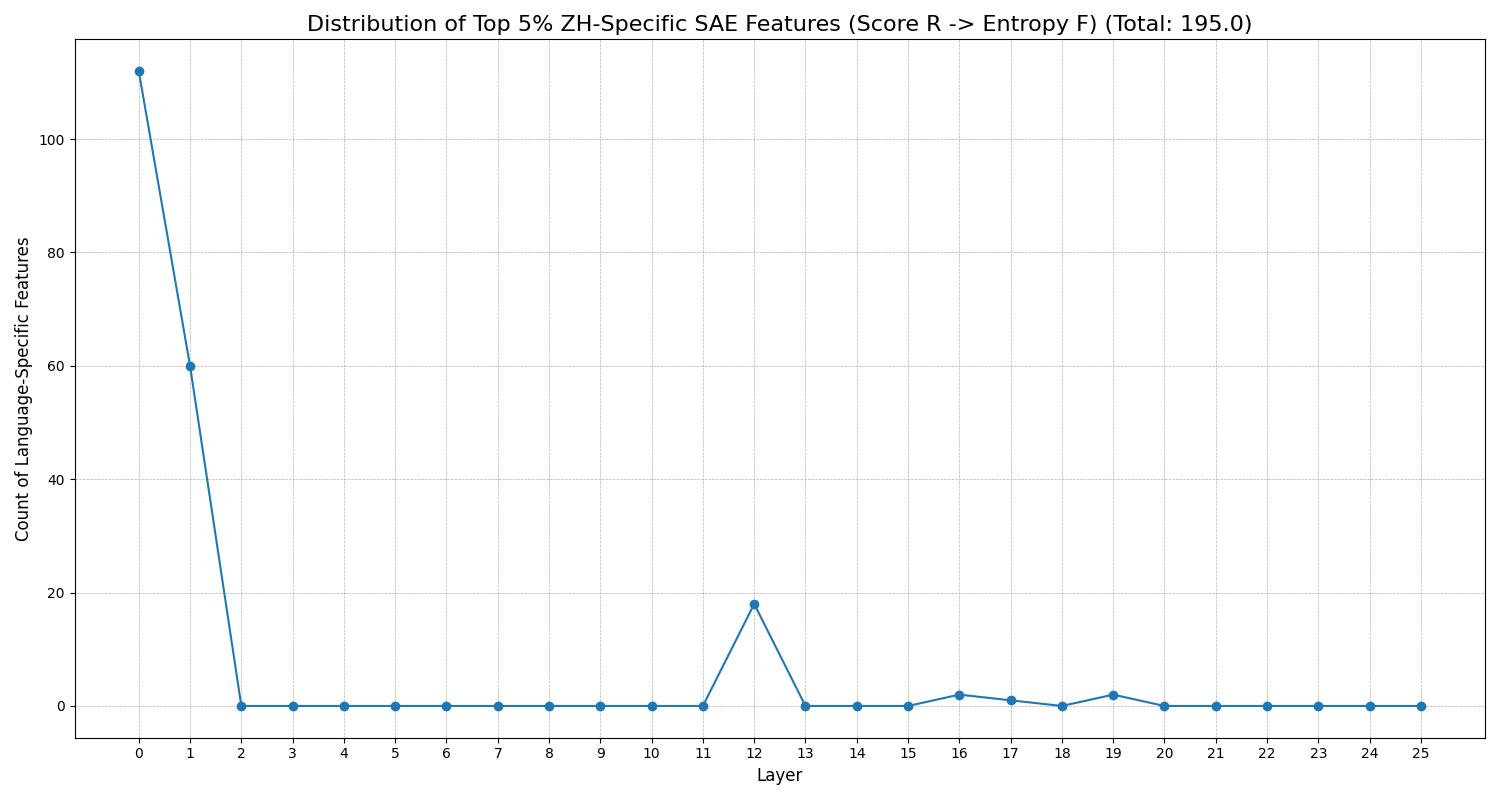 Distribution of Top 5% ZH-Specific SAE Features (Score R -> Entropy F) (Total: 195.0)
Count of Language-Specific Features
100
80
60
40
20
0
0 1 2 3 4 5 6 7 8 9 10 11 12 13 14 15 16 17 18 19 20 21 22 23 24 25
Layer